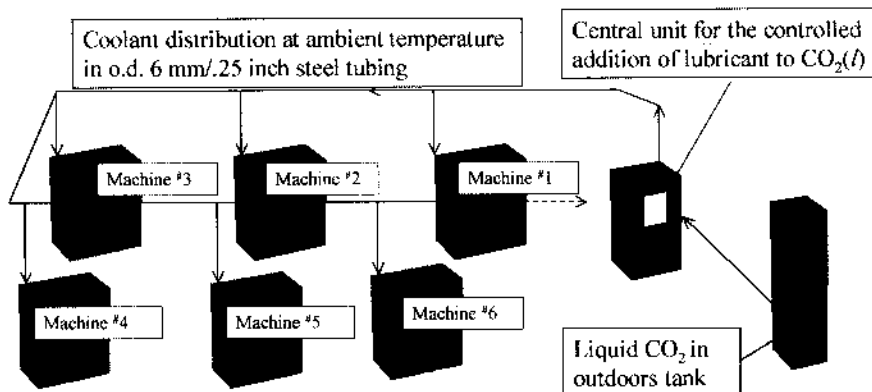 Coolant distribution at ambient temperature
in o.d. 6 mm/.25 inch steel tubing
Central unit for the controlled
addition of lubricant to CO₂(l)
Machine #3
Machine #2
Machine #1
Machine #4
Machine #5
Machine #6
Liquid CO₂ in
outdoors tank